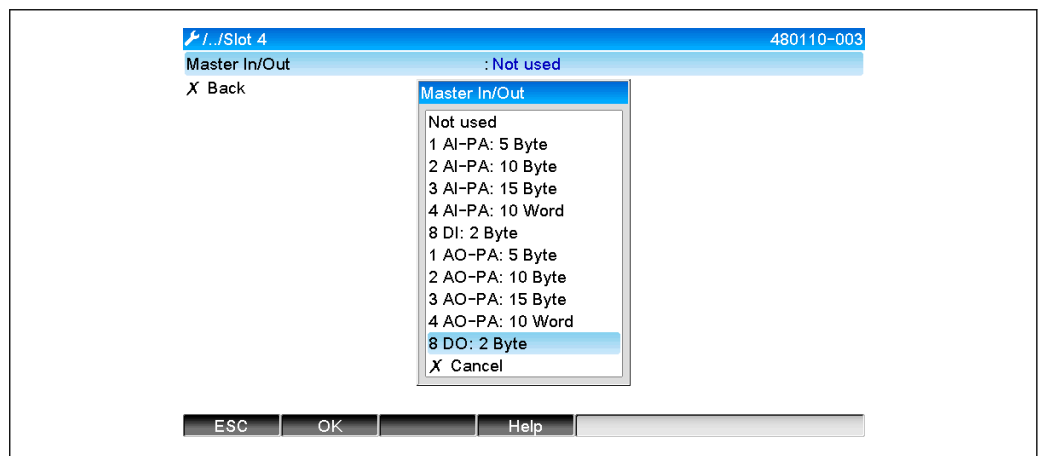 /../Slot 4 480110-003
Master In/Out : Not used
X Back
Master In/Out
Not used
1 AI-PA: 5 Byte
2 AI-PA: 10 Byte
3 AI-PA: 15 Byte
4 AI-PA: 10 Word
8 DI: 2 Byte
1 AO-PA: 5 Byte
2 AO-PA: 10 Byte
3 AO-PA: 15 Byte
4 AO-PA: 10 Word
8 DO: 2 Byte
X Cancel
ESC OK Help